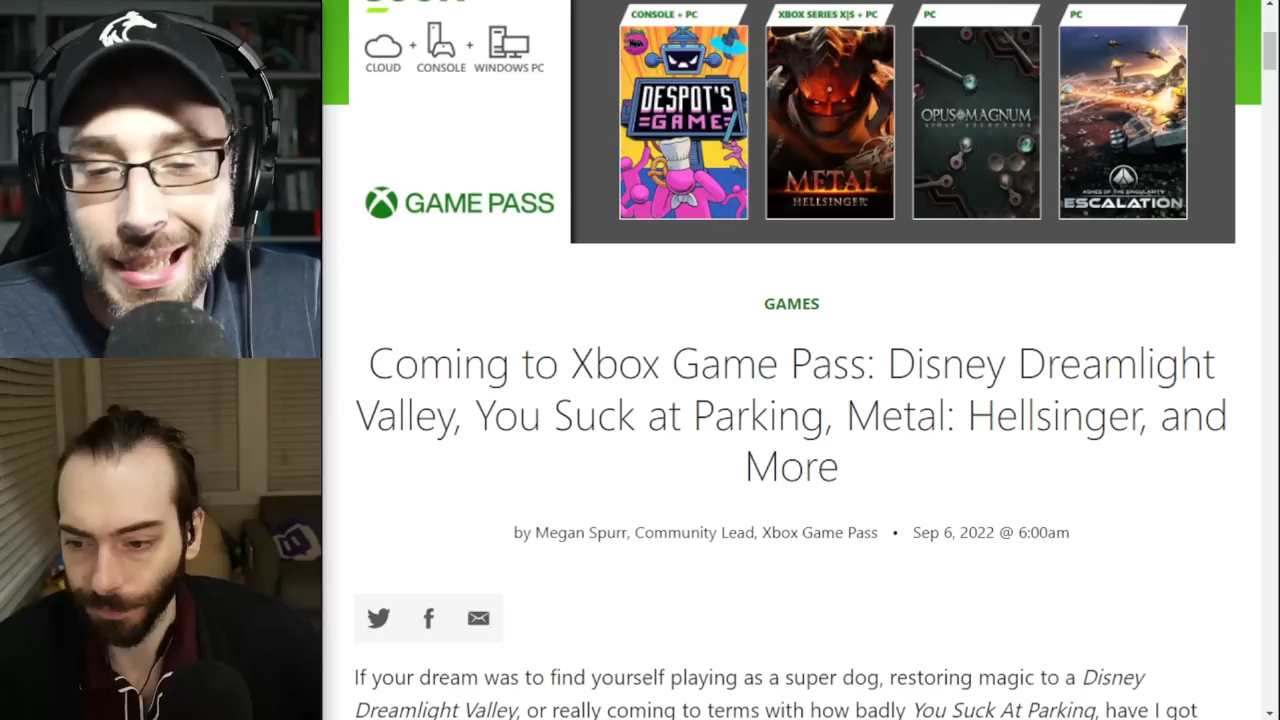 CLOUD + CONSOLE + WINDOWS PC
CONSOLE + PC
XBOX SERIES X|S + PC
PC
PC
DESPOT'S
GAME
METAL
HELLSINGER
OPUS MAGNUM
ASHES OF THE SINGULARITY
ESCALATION
GAME PASS
GAMES
Coming to Xbox Game Pass: Disney Dreamlight
Valley, You Suck at Parking, Metal: Hellsinger, and
More
by Megan Spurr, Community Lead, Xbox Game Pass • Sep 6, 2022 @ 6:00am
If your dream was to find yourself playing as a super dog, restoring magic to a Disney
Dreamlight Valley, or really coming to terms with how badly You Suck At Parking, have I got